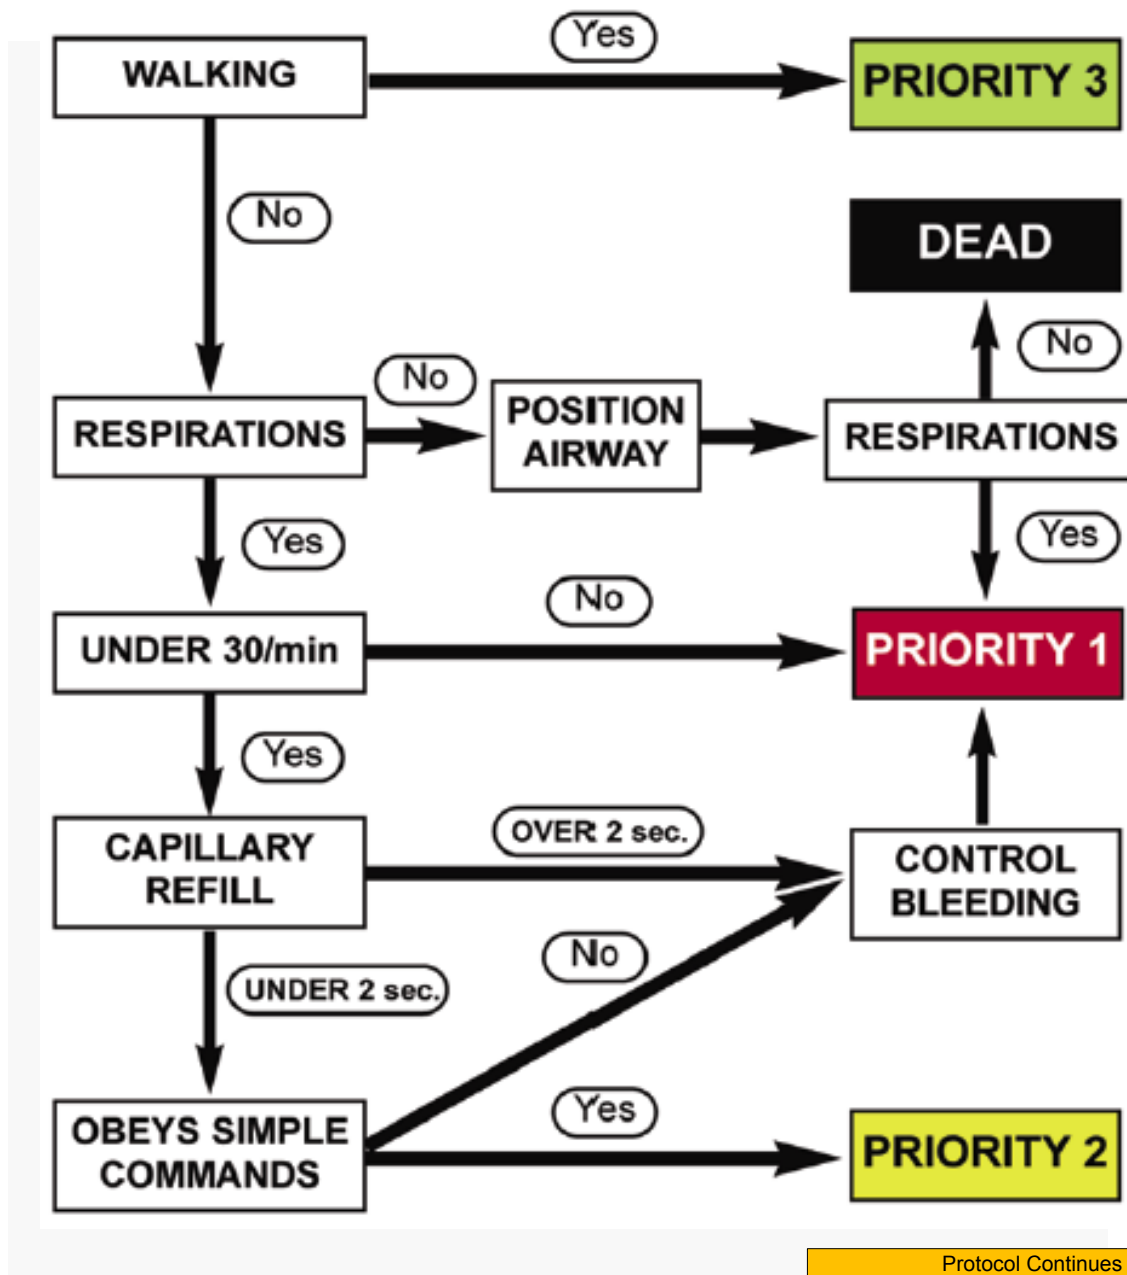 Yes
WALKING
PRIORITY 3
No
DEAD
No
No
POSITION
AIRWAY
RESPIRATIONS
RESPIRATIONS
Yes
Yes
No
UNDER 30/min
PRIORITY 1
Yes
OVER 2 sec.
CAPILLARY
REFILL
CONTROL
BLEEDING
No
UNDER 2 sec.
Yes
OBEYS SIMPLE
COMMANDS
PRIORITY 2
Protocol Continues